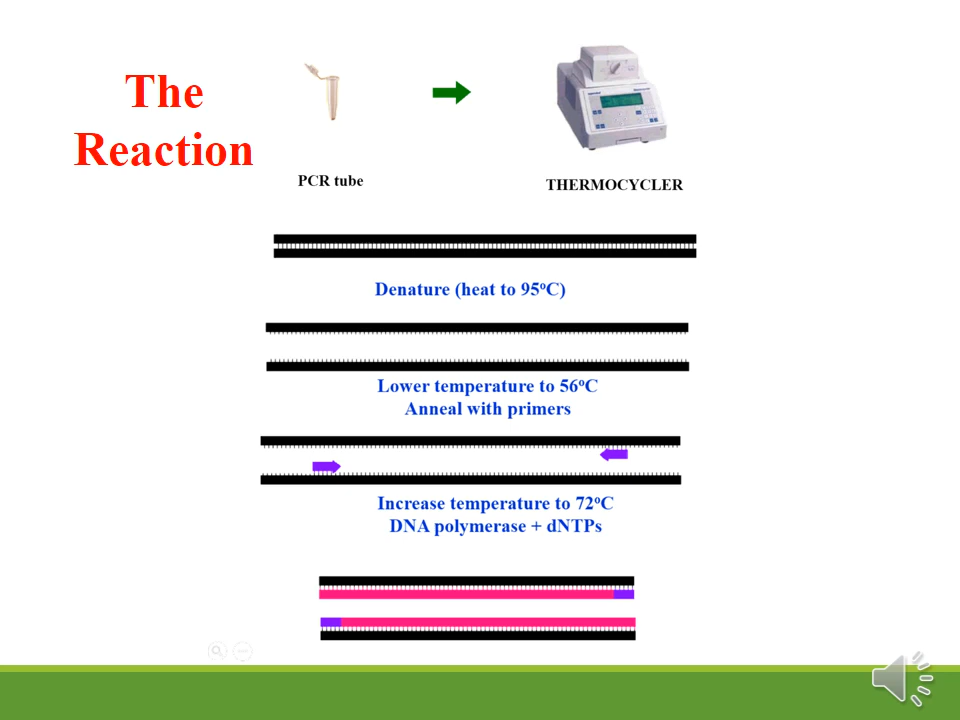 The
Reaction
PCR tube
THERMOCYCLER
Denature (heat to 95ºC)
Lower temperature to 56ºC
Anneal with primers
Increase temperature to 72ºC
DNA polymerase + dNTPs